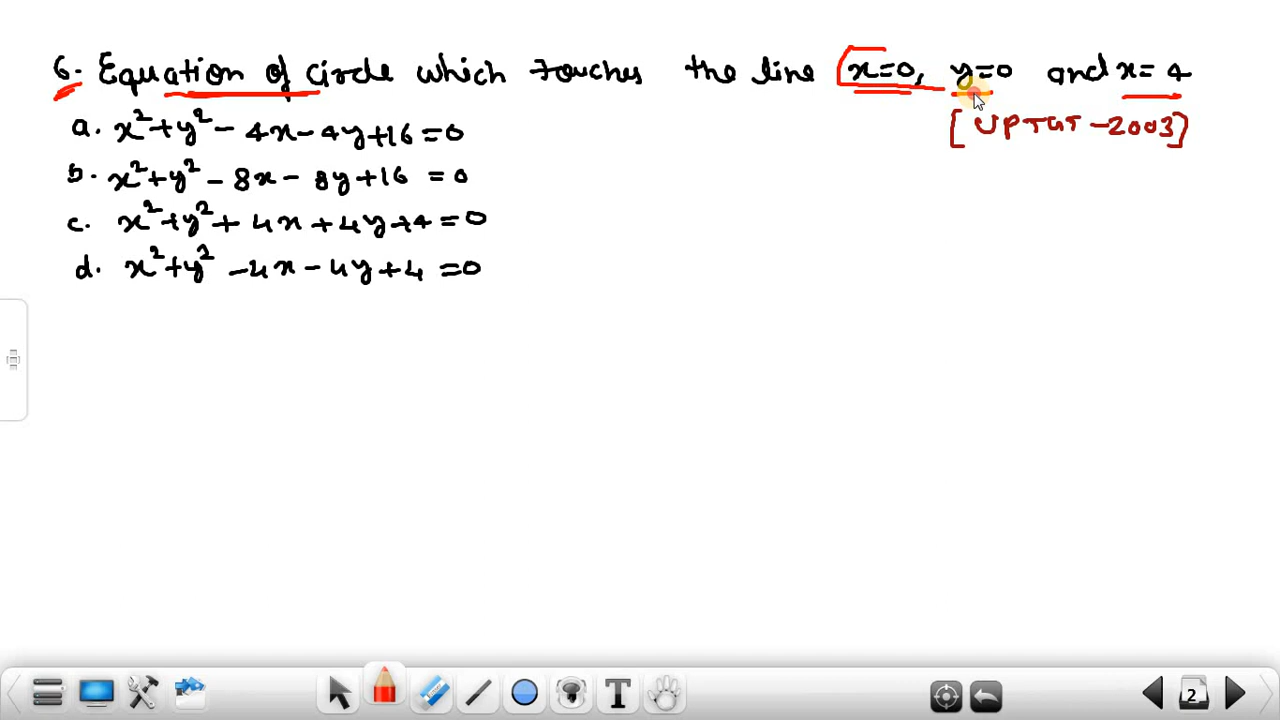 6. Equation of circle which touches the line x=0, y=0 and x=4
[UPTGT-2003]
a. x²+y²-4x-4y+16=0
b. x²+y²-8x-8y+16=0
c. x²+y²+4x+4y+4=0
d. x²+y²-4x-4y+4=0
T
2